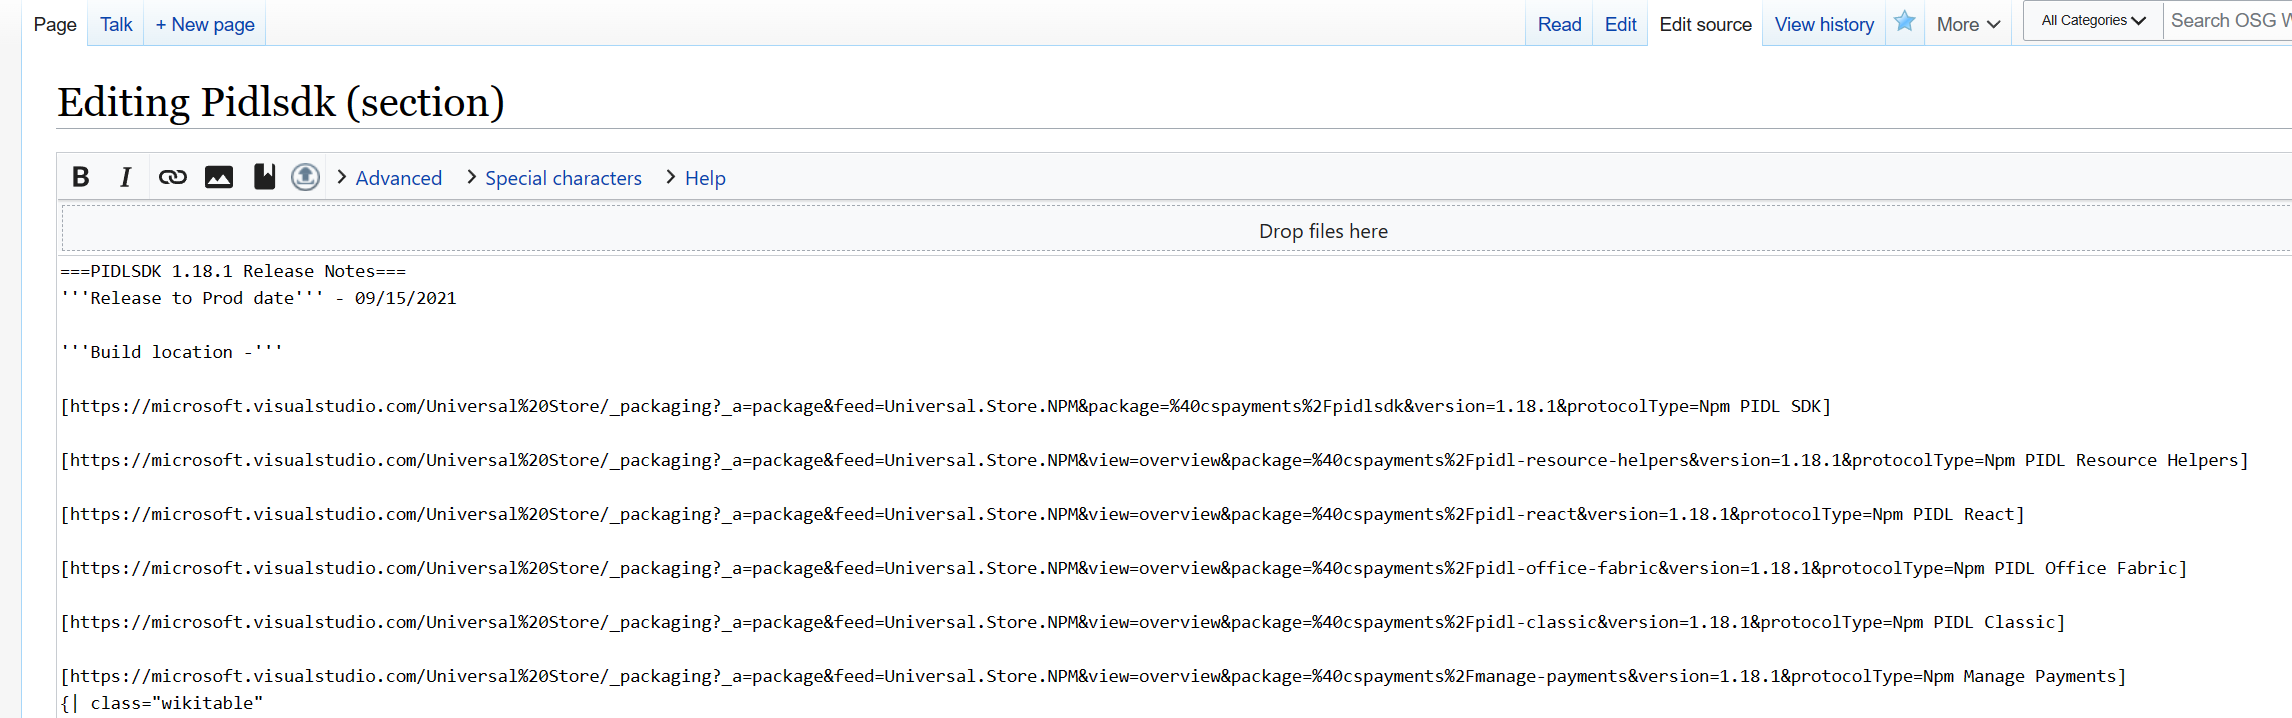 Page Talk + New page Read Edit Edit source View history More All Categories Search OSG W
Editing Pidlsdk (section)
B I Advanced Special characters Help
Drop files here
===PIDLSDK 1.18.1 Release Notes===
'''Release to Prod date''' - 09/15/2021
'''Build location -'''
[https://microsoft.visualstudio.com/Universal%20Store/_packaging?_a=package&feed=Universal.Store.NPM&package=%40cspayments%2Fpidlsdk&version=1.18.1&protocolType=Npm PIDL SDK]
[https://microsoft.visualstudio.com/Universal%20Store/_packaging?_a=package&feed=Universal.Store.NPM&view=overview&package=%40cspayments%2Fpidl-resource-helpers&version=1.18.1&protocolType=Npm PIDL Resource Helpers]
[https://microsoft.visualstudio.com/Universal%20Store/_packaging?_a=package&feed=Universal.Store.NPM&view=overview&package=%40cspayments%2Fpidl-react&version=1.18.1&protocolType=Npm PIDL React]
[https://microsoft.visualstudio.com/Universal%20Store/_packaging?_a=package&feed=Universal.Store.NPM&view=overview&package=%40cspayments%2Fpidl-office-fabric&version=1.18.1&protocolType=Npm PIDL Office Fabric]
[https://microsoft.visualstudio.com/Universal%20Store/_packaging?_a=package&feed=Universal.Store.NPM&view=overview&package=%40cspayments%2Fpidl-classic&version=1.18.1&protocolType=Npm PIDL Classic]
[https://microsoft.visualstudio.com/Universal%20Store/_packaging?_a=package&feed=Universal.Store.NPM&view=overview&package=%40cspayments%2Fmanage-payments&version=1.18.1&protocolType=Npm Manage Payments]
{| class="wikitable"